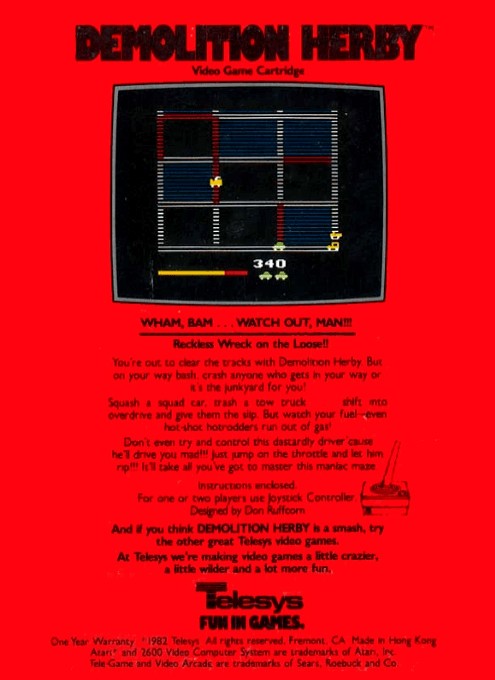 DEMOLITION HERBY
Video Game Cartridge
340
WHAM, BAM . . . WATCH OUT, MAN!!!
Reckless Wreck on the Loose!!
You're out to clear the tracks with Demolition Herby. But
on your way bash, crash anyone who gets in your way or
it's the junkyard for you!
Squash a squad car, trash a tow truck shift into
overdrive and give them the slip. But watch your fuel-even
hot-shot hotrodders run out of gas!
Don't even try and control this dastardly driver 'cause
he'll drive you mad!!! Just jump on the throttle and let him
rip!!! Is'll take all you've got to master this maniac maze.
Instructions enclosed.
For one or two players use Joystick Controller.
Designed by Don Ruffcorn
And if you think DEMOLITION HERBY is a smash, try
the other great Telesys video games.
At Telesys we're making video games a little crazier,
a little wilder and a lot more fun.
Telesys
FUN IN GAMES.
One Year Warranty. ©1982 Telesys. All rights reserved, Fremont, CA. Made in Hong Kong
Atari® and 2600 Video Computer System are trademarks of Atari, Inc.
Tele-Game and Video Arcade are trademarks of Sears, Roebuck and Co.